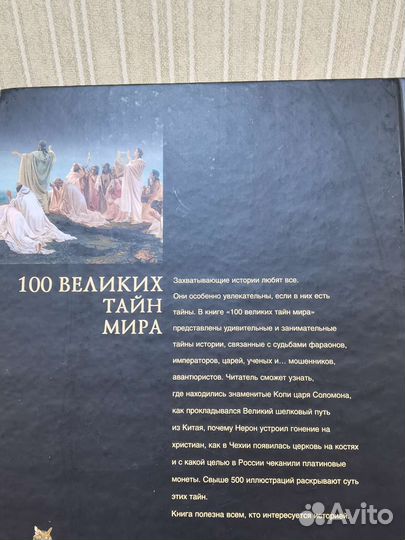 100 ВЕЛИКИХ
ТАЙН
МИРА
Захватывающие истории любят все.
Они особенно увлекательны, если в них есть
тайны. В книге «100 великих тайн мира»
представлены удивительные и занимательные
тайны истории, связанные с судьбами фараонов,
императоров, царей, ученых и... мошенников,
авантюристов. Читатель сможет узнать,
где находились знаменитые Копи царя Соломона,
как прокладывался Великий шелковый путь
из Китая, почему Нерон устроил гонение на
христиан, как в Чехии появилась церковь на костях
и с какой целью в России чеканили платиновые
монеты. Свыше 500 иллюстраций раскрывают суть
этих тайн.
Книга полезна всем, кто интересуется историей.
Avito